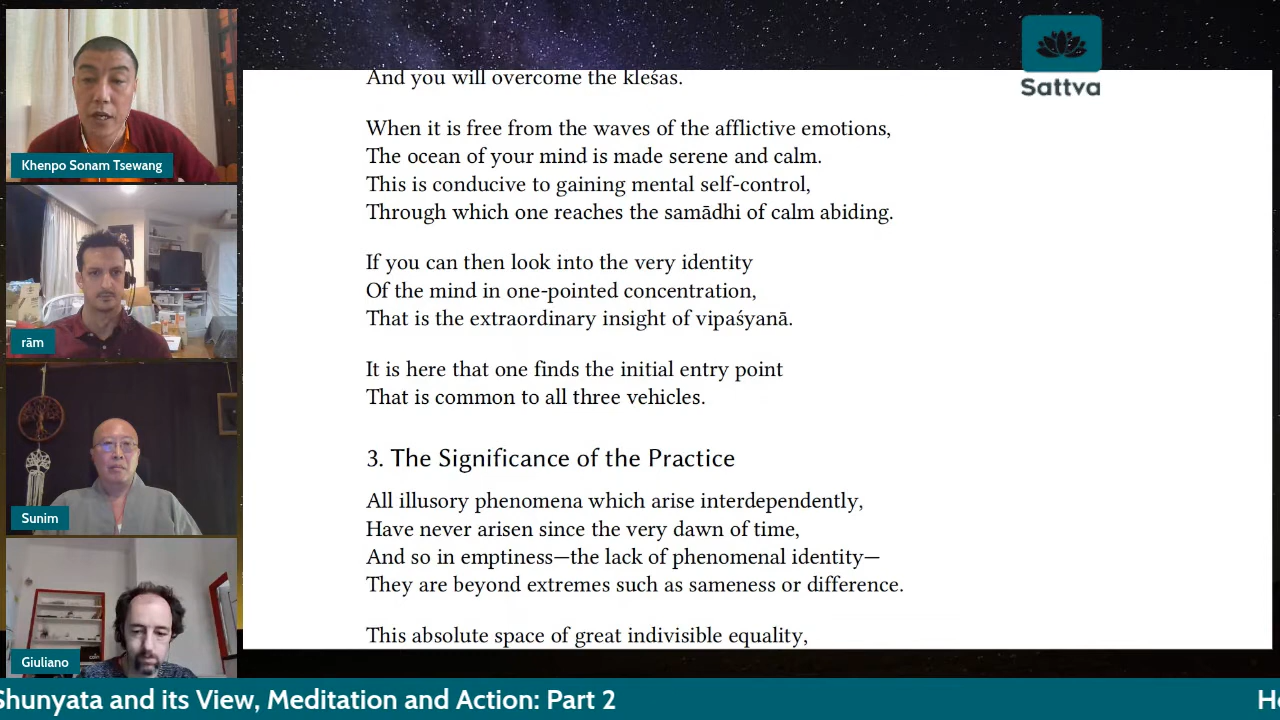 And you will overcome the kleśas.
When it is free from the waves of the afflictive emotions,
The ocean of your mind is made serene and calm.
This is conducive to gaining mental self-control,
Through which one reaches the samādhi of calm abiding.
If you can then look into the very identity
Of the mind in one-pointed concentration,
That is the extraordinary insight of vipaśyanā.
It is here that one finds the initial entry point
That is common to all three vehicles.
3. The Significance of the Practice
All illusory phenomena which arise interdependently,
Have never arisen since the very dawn of time,
And so in emptiness—the lack of phenomenal identity—
They are beyond extremes such as sameness or difference.
This absolute space of great indivisible equality,
Sattva
Khenpo Sonam Tsewang
rām
Sunim
Giuliano
Shunyata and its View, Meditation and Action: Part 2